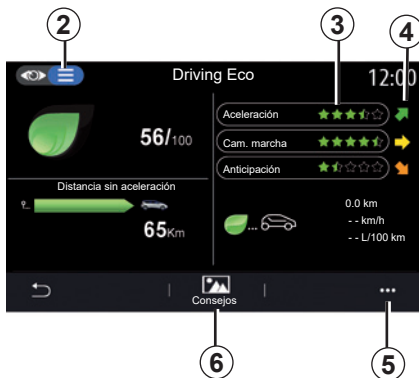 2
3
4
Driving Eco
12:00
56/100
Aceleración
Cam. marcha
Anticipación
Distancia sin aceleración
65Km
...
0.0 km
- - km/h
- - L/100 km
Consejos
...
6
5